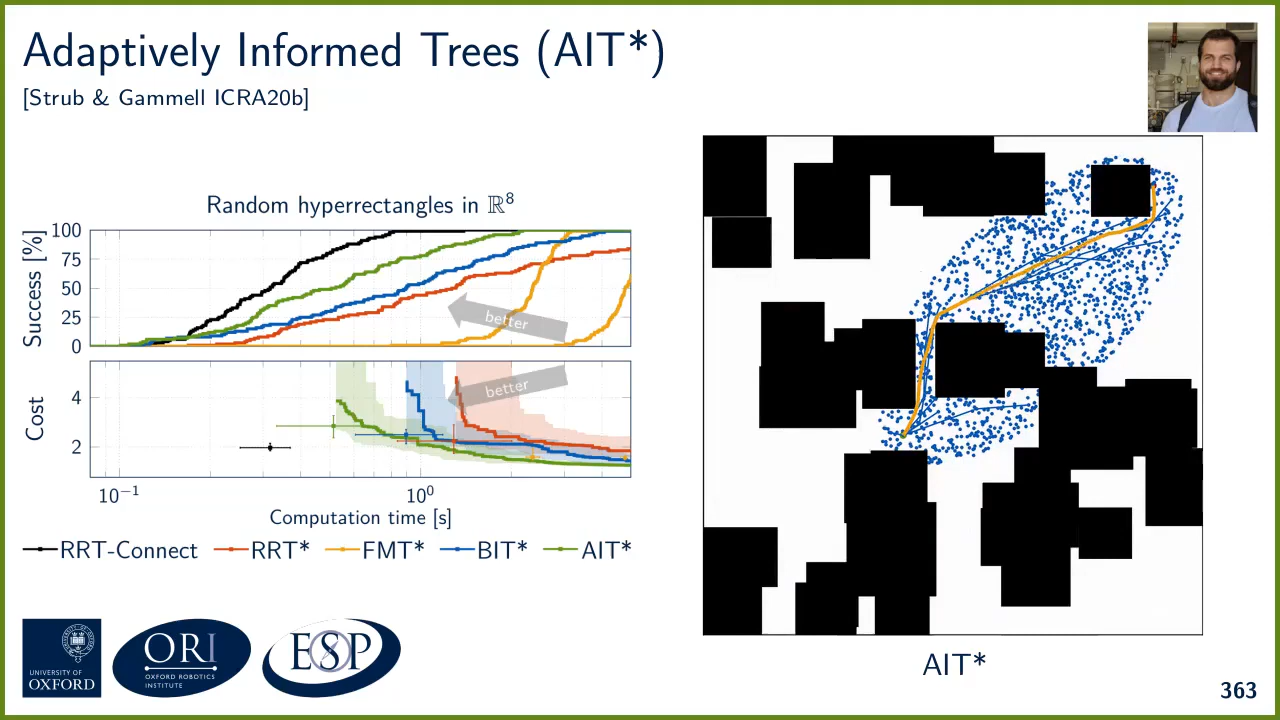 Adaptively Informed Trees (AIT*)
[Strub & Gammell ICRA20b]
Random hyperrectangles in ℝ⁸
Success [%]
100
75
50
25
0
better
Cost
4
2
better
10⁻¹
10⁰
Computation time [s]
RRT-Connect RRT* FMT* BIT* AIT*
AIT*
UNIVERSITY OF
OXFORD
ORI
OXFORD ROBOTICS
INSTITUTE
ESP
363